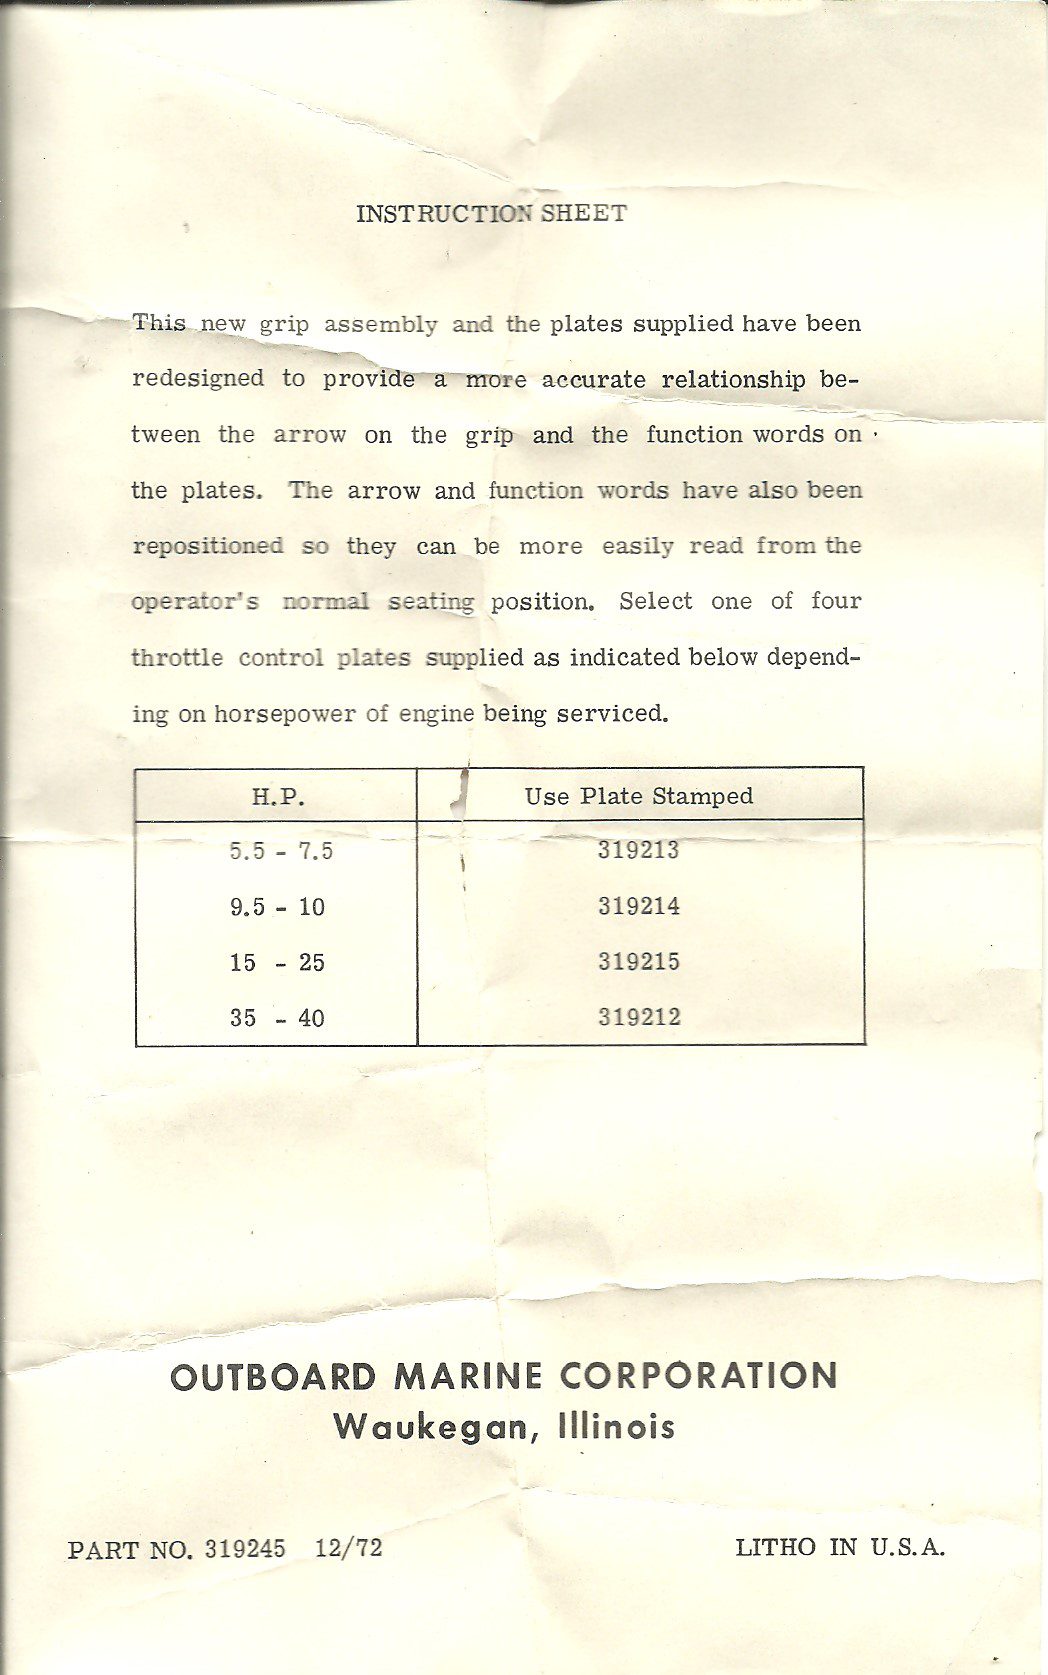 INSTRUCTION SHEET
This new grip assembly and the plates supplied have been
redesigned to provide a more accurate relationship be-
tween the arrow on the grip and the function words on
the plates. The arrow and function words have also been
repositioned so they can be more easily read from the
operator's normal seating position. Select one of four
throttle control plates supplied as indicated below depend-
ing on horsepower of engine being serviced.
H.P. Use Plate Stamped
5.5 - 7.5 319213
9.5 - 10 319214
15 - 25 319215
35 - 40 319212
OUTBOARD MARINE CORPORATION
Waukegan, Illinois
PART NO. 319245 12/72 LITHO IN U.S.A.